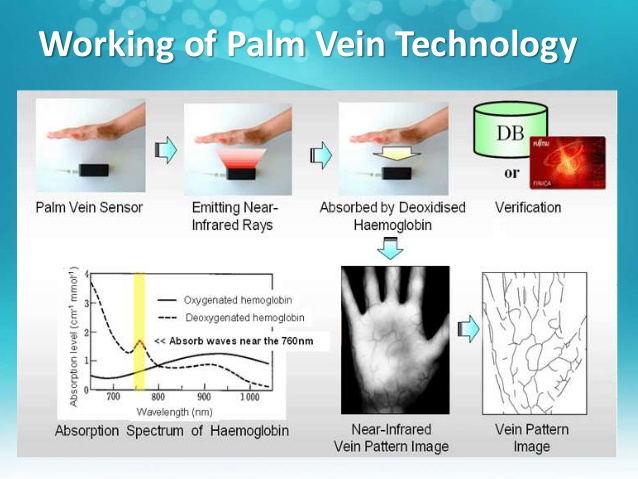 Working of Palm Vein Technology
DB
or
FUJITSU
Palm Vein Sensor
Emitting Near-
Infrared Rays
Absorbed by Deoxidised
Haemoglobin
Verification
Absorption level (cm⁻¹ mmol⁻¹)
4
3
2
1
0
Oxygenated hemoglobin
Deoxygenated hemoglobin
<< Absorb waves near the 760nm
700 800 900 1 000
Wavelength (nm)
Absorption Spectrum of Haemoglobin
Near-Infrared
Vein Pattern Image
Vein Pattern
Image